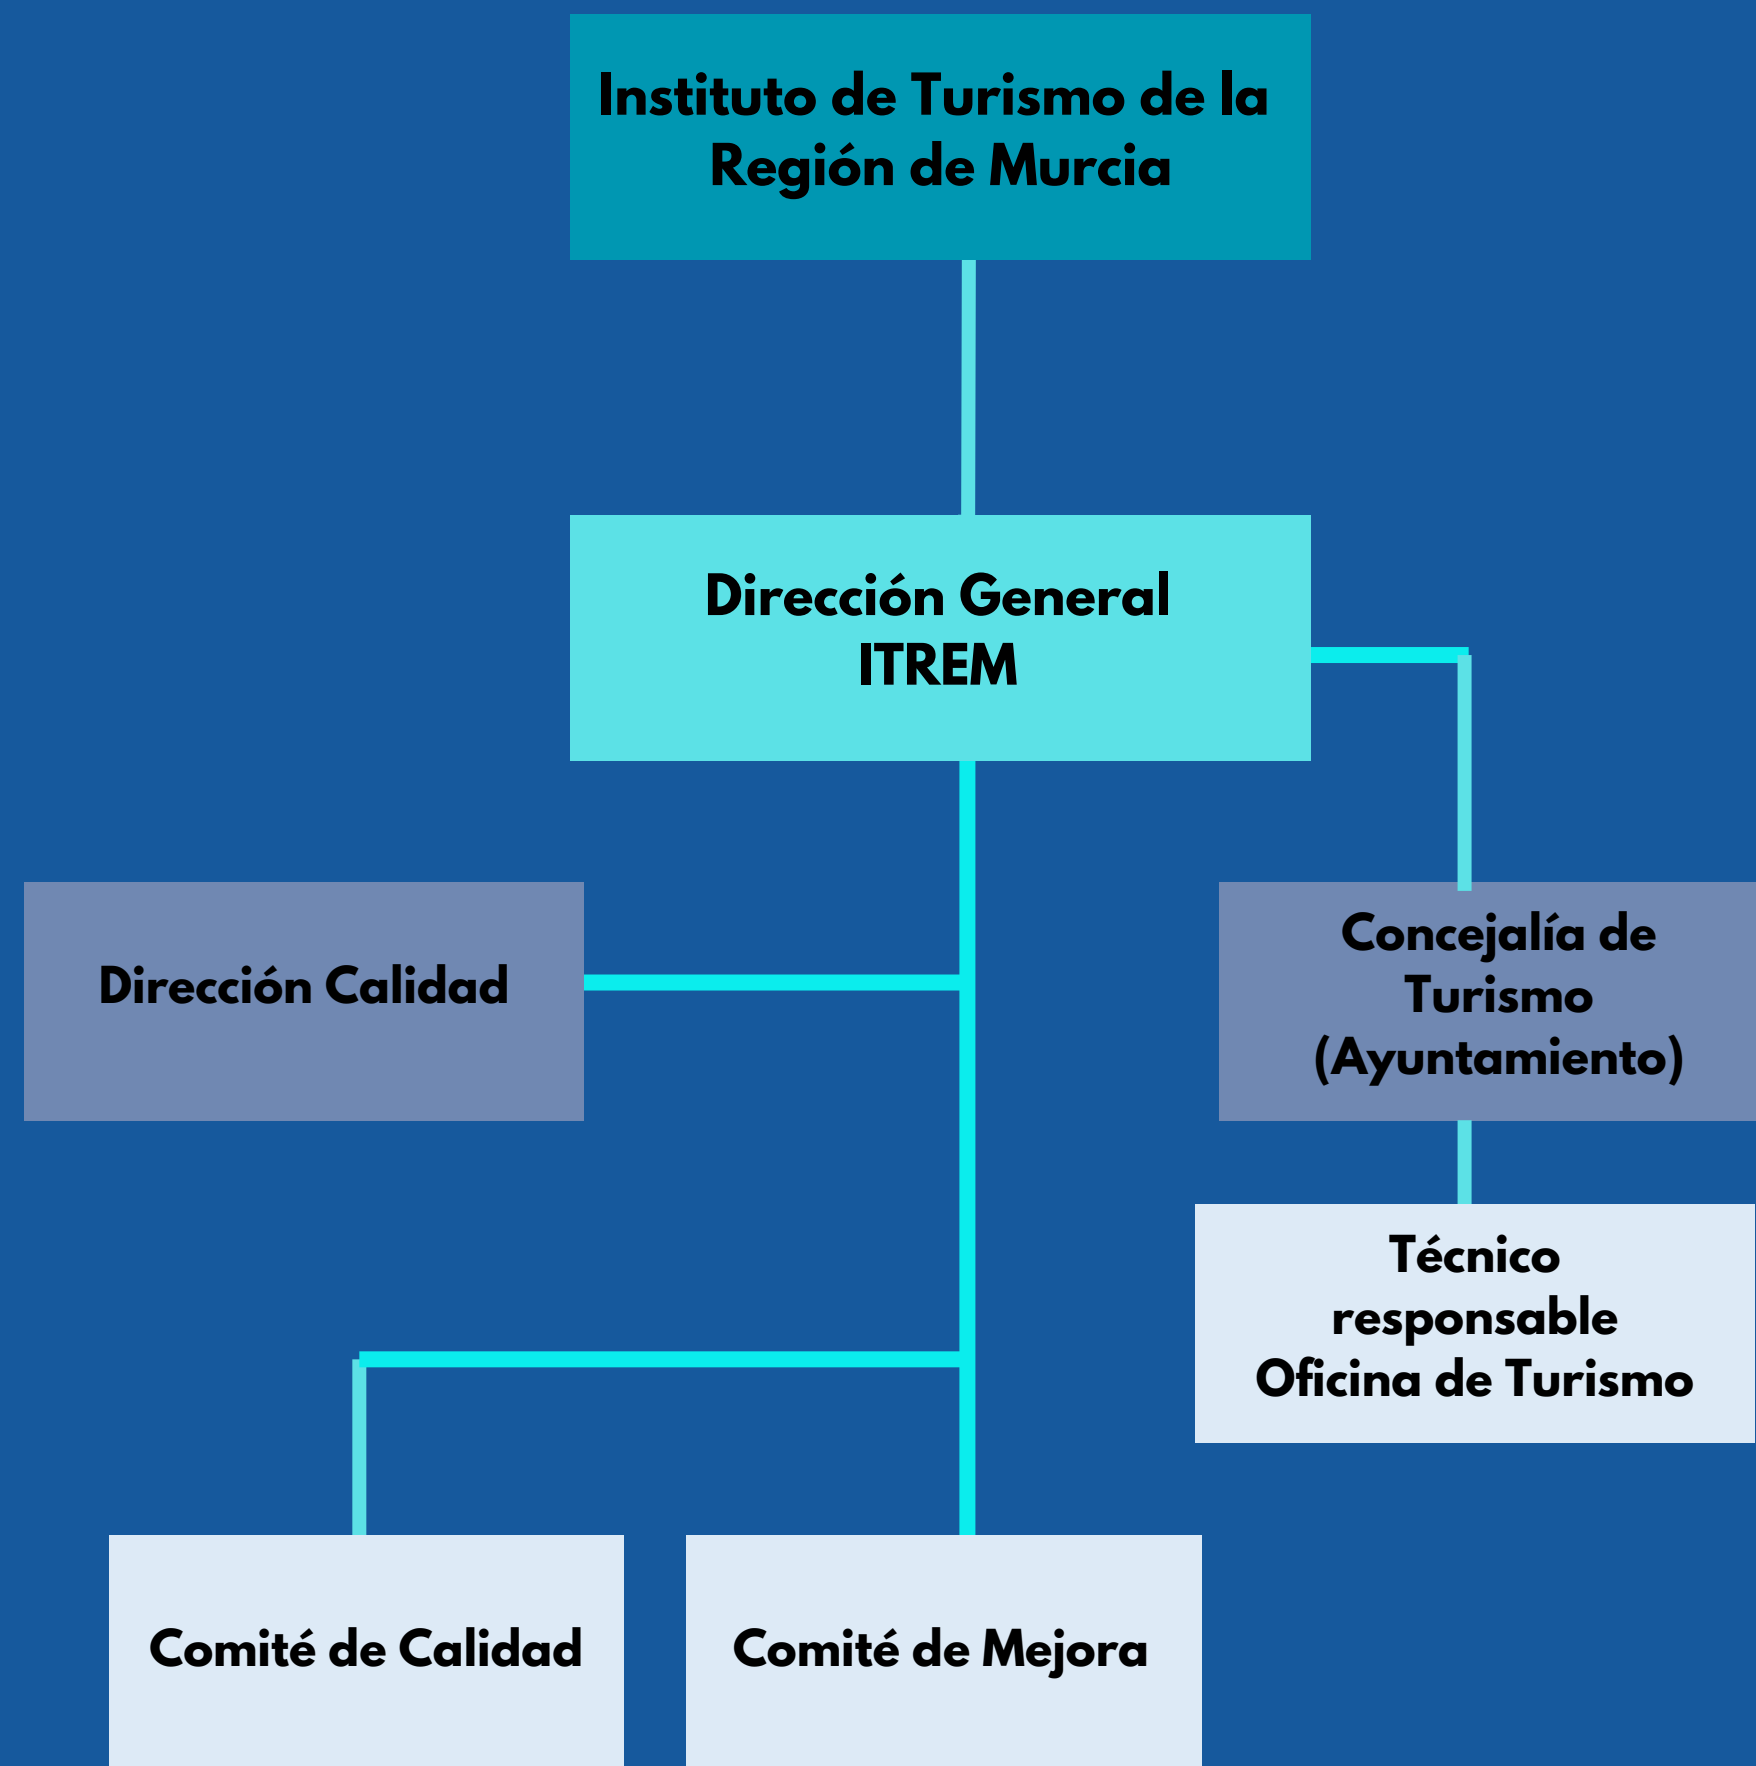 Instituto de Turismo de la
Región de Murcia
Dirección General
ITREM
Dirección Calidad
Concejalía de
Turismo
(Ayuntamiento)
Técnico
responsable
Oficina de Turismo
Comité de Calidad
Comité de Mejora